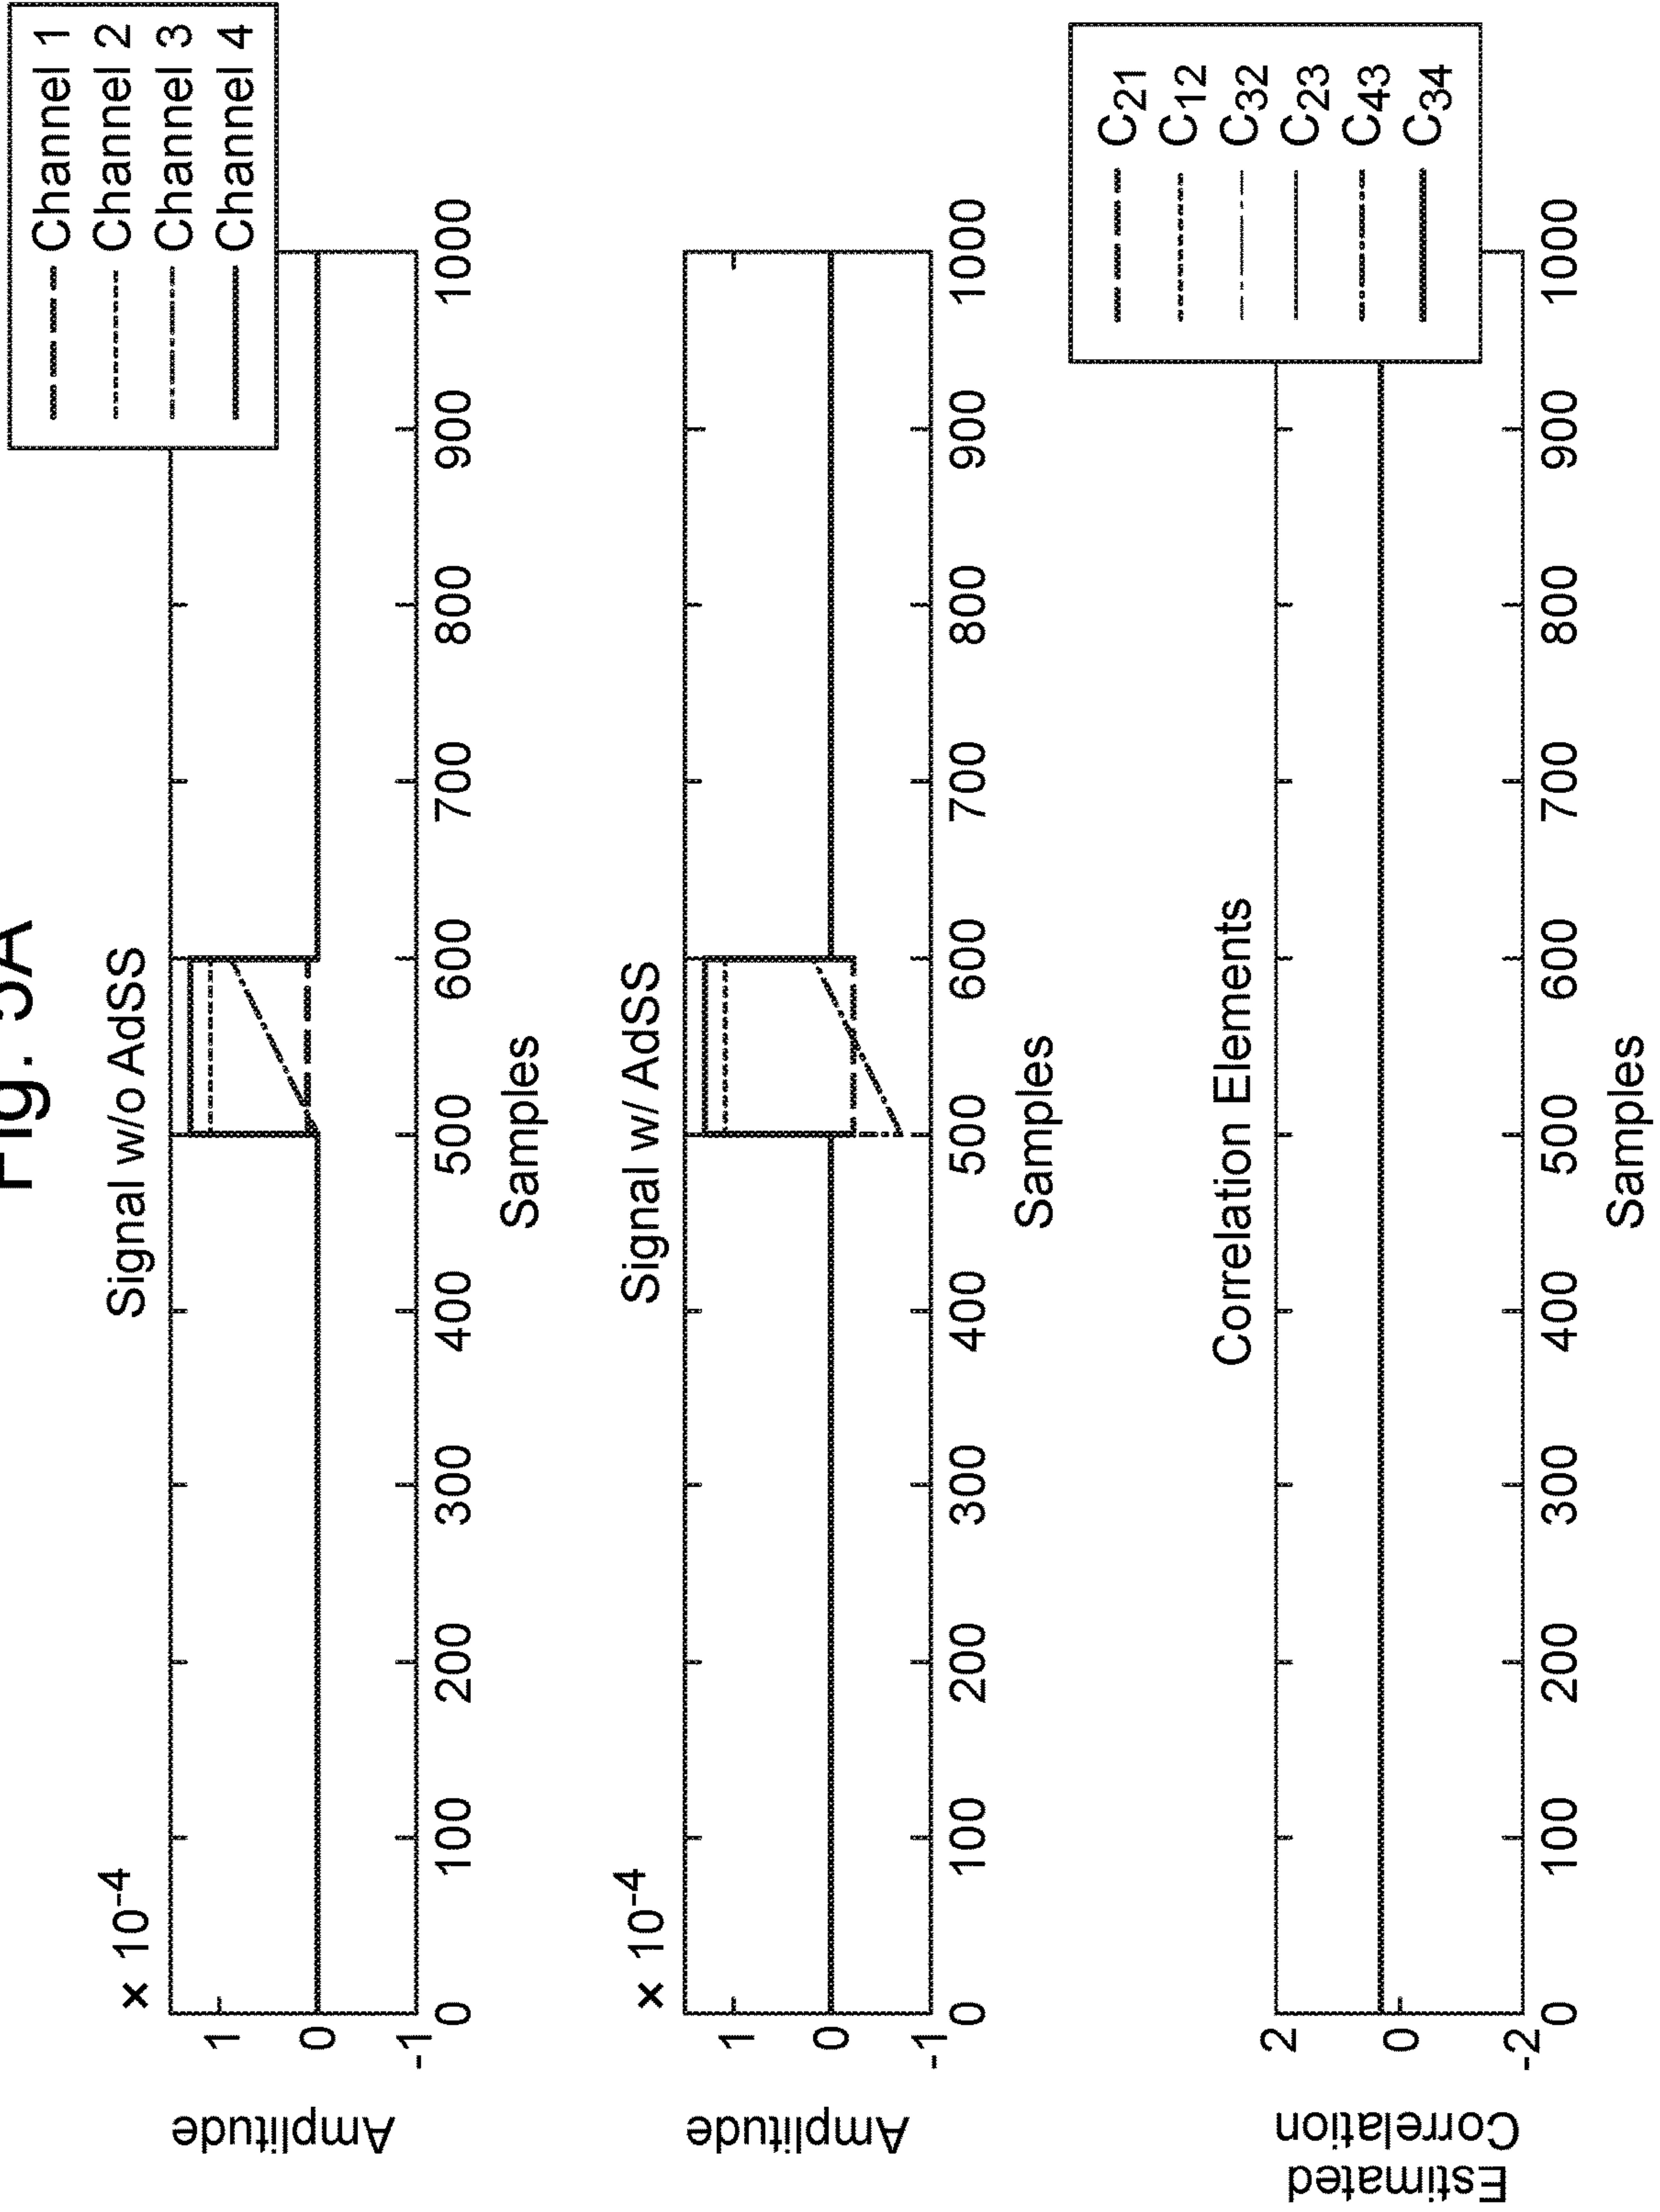 Fig. 5A
Signal w/o AdSS
× 10-4
Amplitude
1
0
-1
0 100 200 300 400 500 600 700 800 900 1000
Samples
Channel 1
Channel 2
Channel 3
Channel 4
Signal w/ AdSS
× 10-4
Amplitude
1
0
-1
0 100 200 300 400 500 600 700 800 900 1000
Samples
Correlation Elements
Estimated
Correlation
2
0
-2
0 100 200 300 400 500 600 700 800 900 1000
Samples
C21
C12
C32
C23
C43
C34